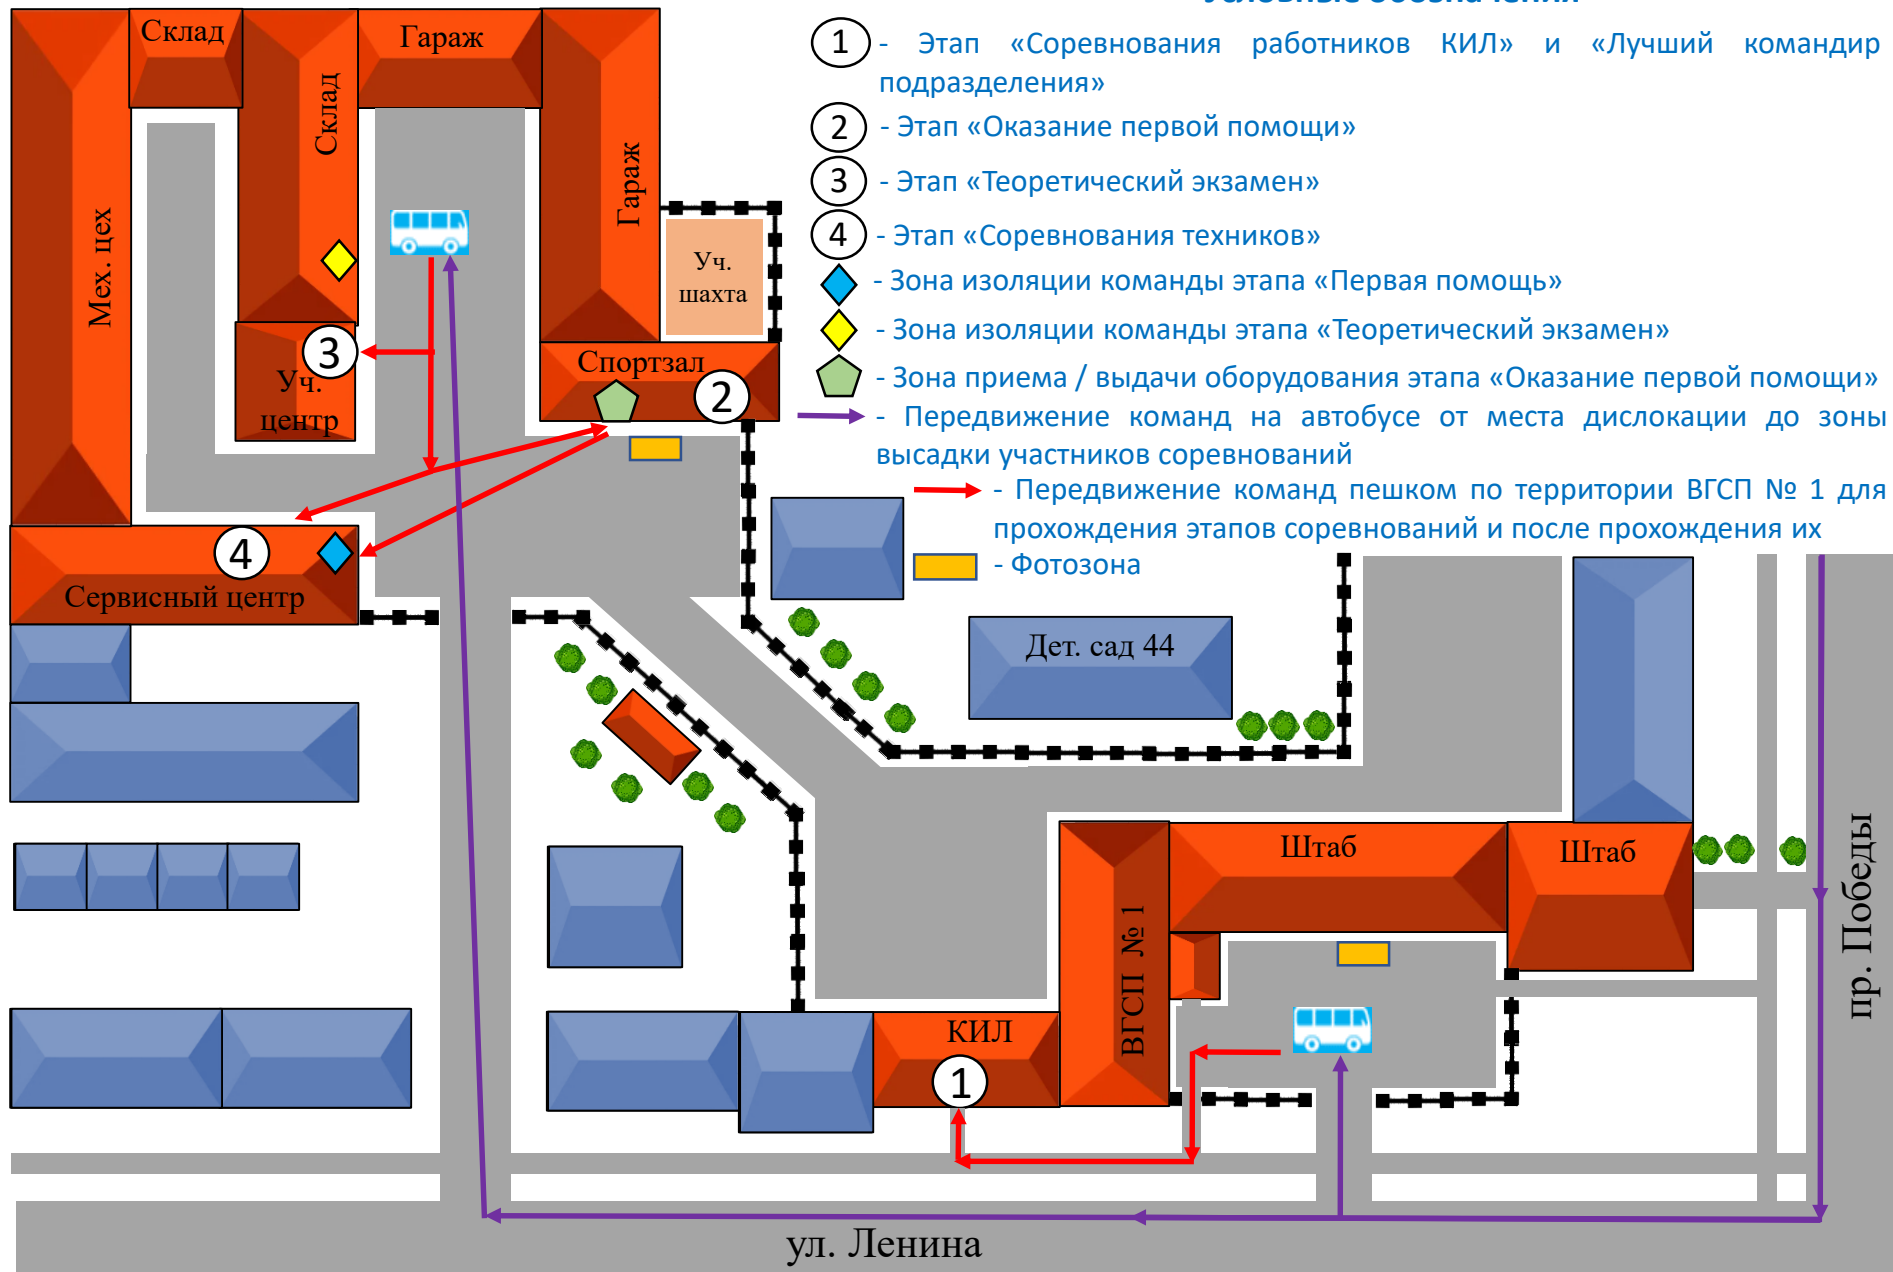 Условные обозначения
1 - Этап «Соревнования работников КИЛ» и «Лучший командир
подразделения»
2 - Этап «Оказание первой помощи»
3 - Этап «Теоретический экзамен»
4 - Этап «Соревнования техников»
- Зона изоляции команды этапа «Первая помощь»
- Зона изоляции команды этапа «Теоретический экзамен»
- Зона приема / выдачи оборудования этапа «Оказание первой помощи»
- Передвижение команд на автобусе от места дислокации до зоны
высадки участников соревнований
- Передвижение команд пешком по территории ВГСП № 1 для
прохождения этапов соревнований и после прохождения их
- Фотозона
Склад
Гараж
Склад
Гараж
Мех. цех
Уч.
шахта
3
Уч.
центр
Спортзал
2
4
Сервисный центр
Дет. сад 44
Штаб
Штаб
ВГСП № 1
КИЛ
1
пр. Победы
ул. Ленина